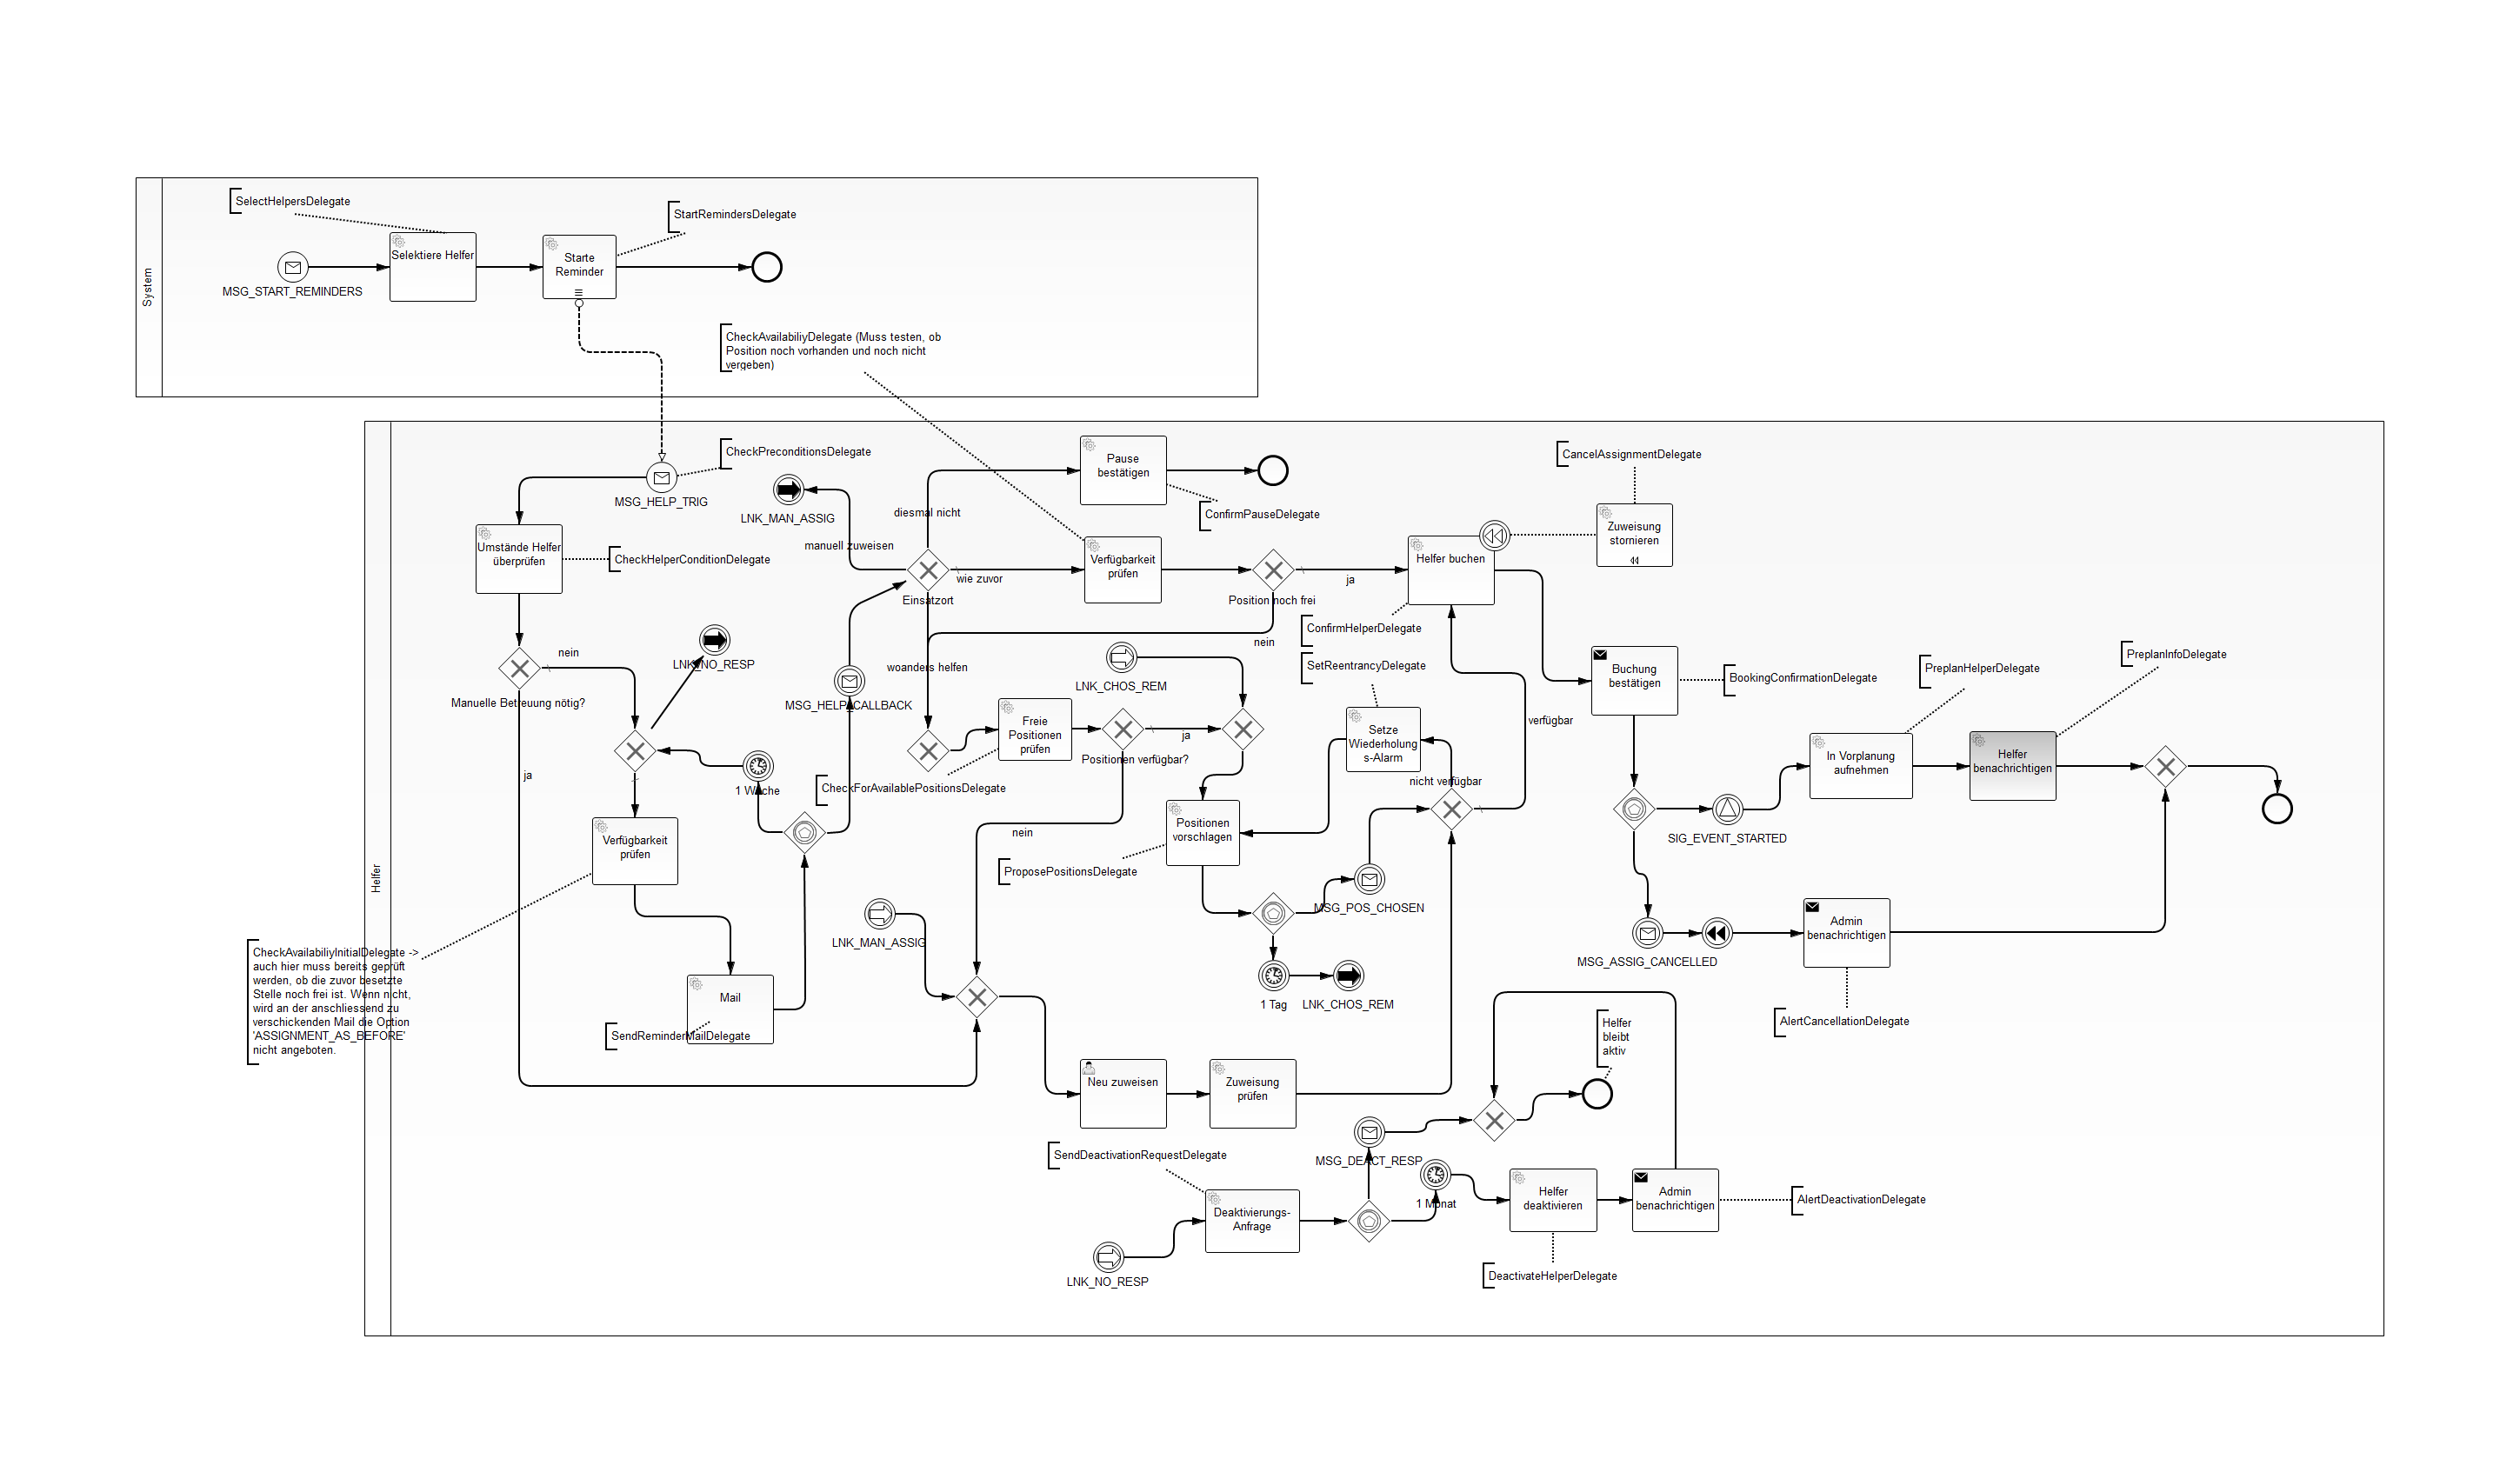 SelectHelpersDelegate
StartRemindersDelegate
System
Selektiere Helfer
Starte
Reminder
MSG_START_REMINDERS
CheckAvailabiliyDelegate (Muss testen, ob
Position noch vorhanden und noch nicht
vergeben)
Helfer
CheckPreconditionsDelegate
MSG_HELP_TRIG
Umstände Helfer
überprüfen
CheckHelperConditionDelegate
LNK_MAN_ASSIG
diesmal nicht
manuell zuweisen
Pause
bestätigen
ConfirmPauseDelegate
CancelAssignmentDelegate
Zuweisung
stornieren
Einsatzort
wie zuvor
Verfügbarkeit
prüfen
Position noch frei
ja
nein
Helfer buchen
ConfirmHelperDelegate
SetReentrancyDelegate
Manuelle Betreuung nötig?
nein
ja
LNK_NO_RESP
MSG_HELP_CALLBACK
woanders helfen
LNK_CHOS_REM
Freie
Positionen
prüfen
Positionen verfügbar?
ja
nein
CheckForAvailablePositionsDelegate
Setze
Wiederholung
s-Alarm
nicht verfügbar
verfügbar
Buchung
bestätigen
BookingConfirmationDelegate
PreplanHelperDelegate
PreplanInfoDelegate
In Vorplanung
aufnehmen
Helfer
benachrichtigen
SIG_EVENT_STARTED
1 Woche
Verfügbarkeit
prüfen
Positionen
vorschlagen
ProposePositionsDelegate
MSG_POS_CHOSEN
1 Tag
LNK_CHOS_REM
LNK_MAN_ASSIG
MSG_ASSIG_CANCELLED
Admin
benachrichtigen
AlertCancellationDelegate
CheckAvailabiliyInitialDelegate ->
auch hier muss bereits geprüft
werden, ob die zuvor besetzte
Stelle noch frei ist. Wenn nicht,
wird an der anschliessend zu
verschickenden Mail die Option
'ASSIGNMENT_AS_BEFORE'
nicht angeboten.
Mail
SendReminderMailDelegate
Neu zuweisen
Zuweisung
prüfen
Helfer
bleibt
aktiv
SendDeactivationRequestDelegate
MSG_DEACT_RESP
1 Monat
Deaktivierungs-
Anfrage
LNK_NO_RESP
Helfer
deaktivieren
Admin
benachrichtigen
AlertDeactivationDelegate
DeactivateHelperDelegate